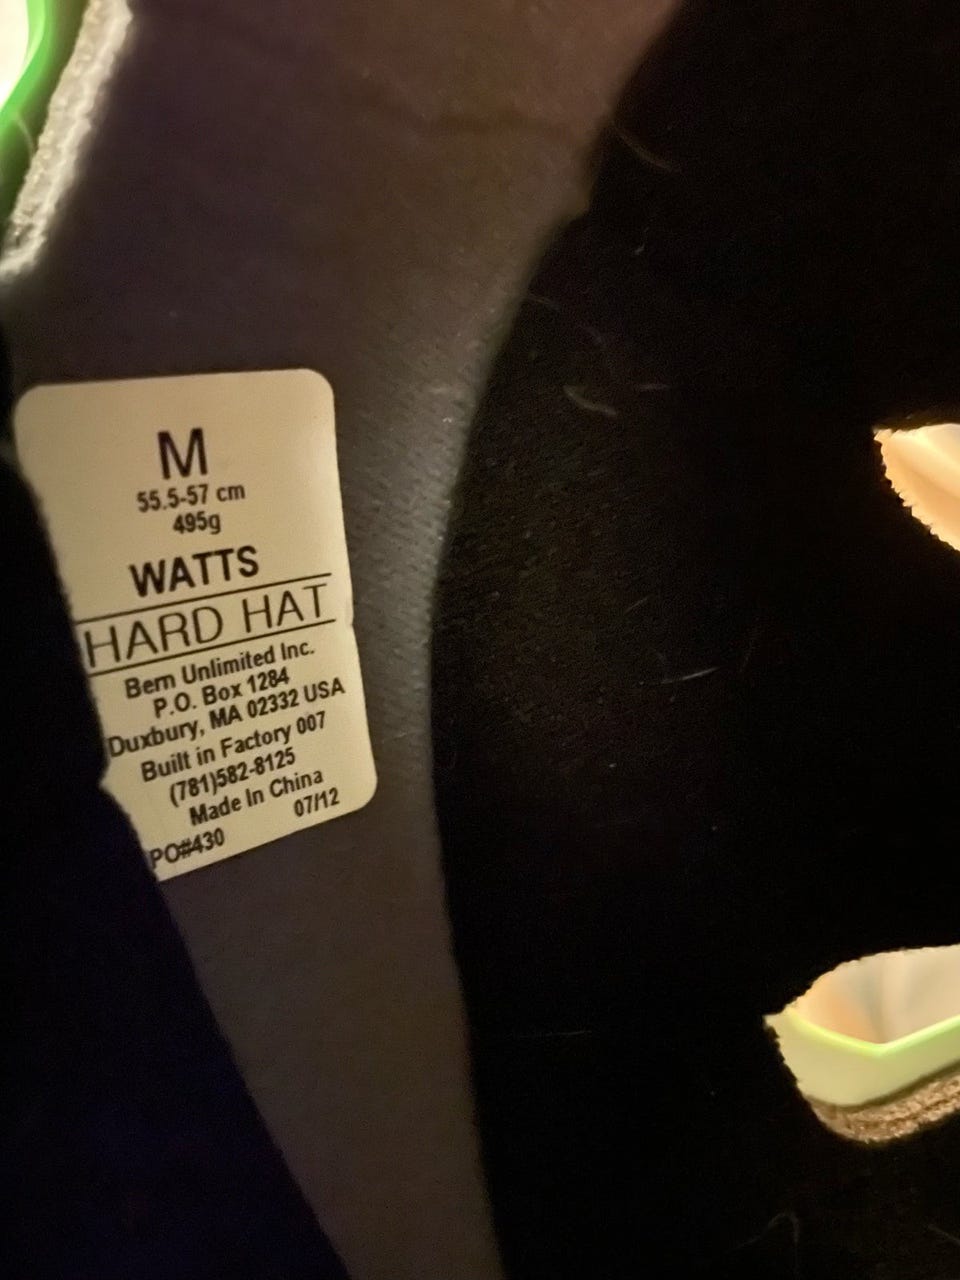 M
55.5-57 cm
495g
WATTS
HARD HAT
Bern Unlimited Inc.
P.O. Box 1284
Duxbury, MA 02332 USA
Built in Factory 007
(781)582-8125
Made In China
07/12
PO#430